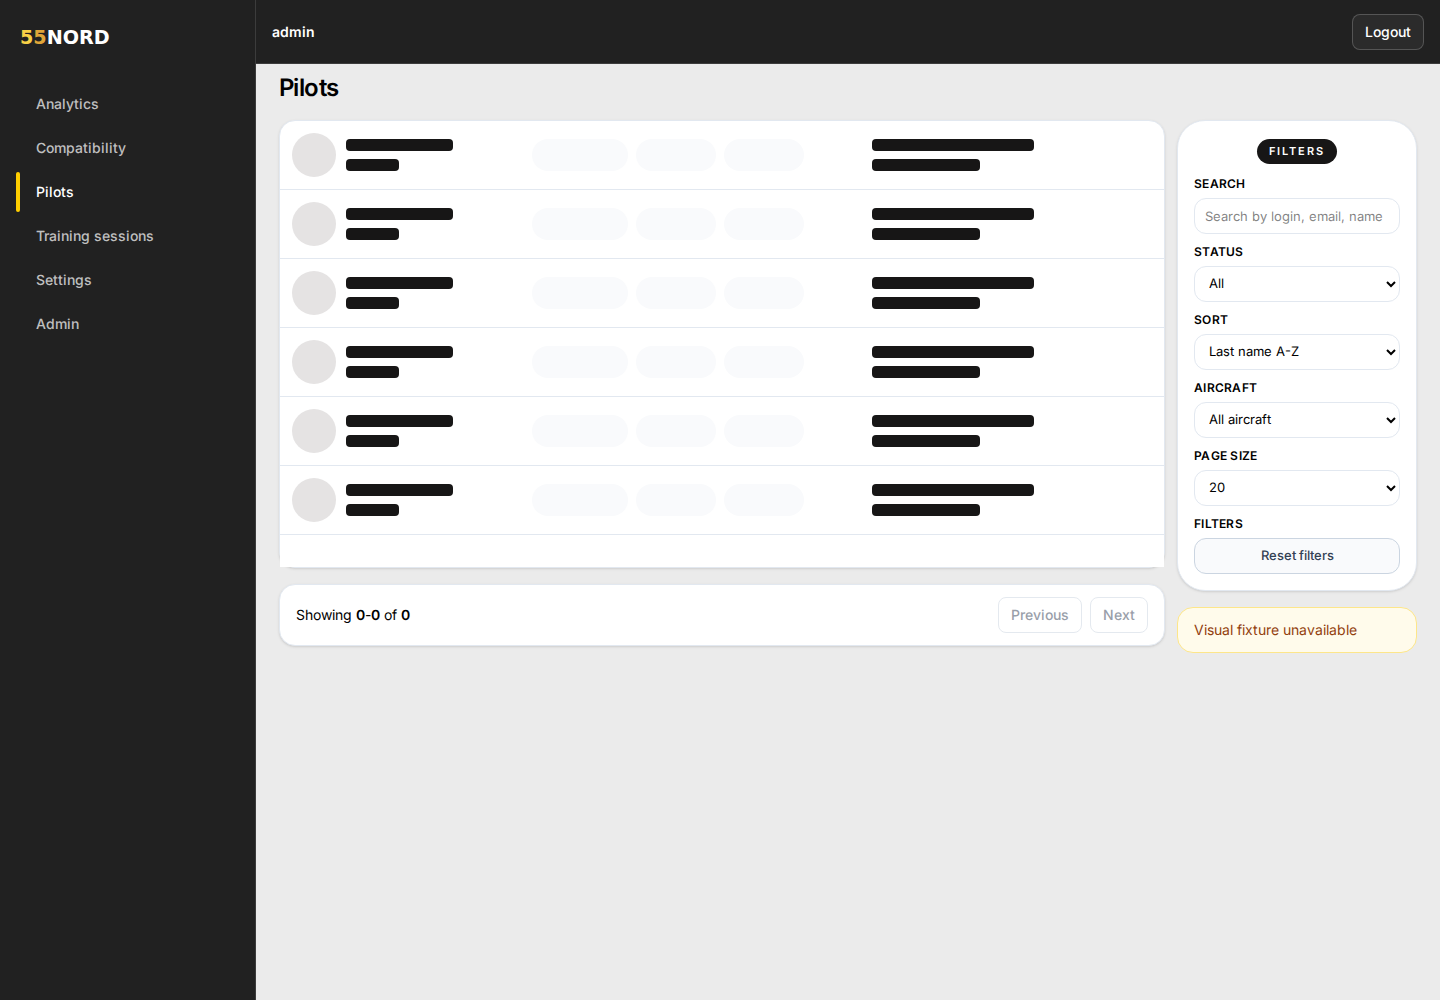 55NORD
admin
Logout
Analytics
Compatibility
Pilots
Training sessions
Settings
Admin
Pilots
FILTERS
SEARCH
Search by login, email, name
STATUS
All
SORT
Last name A-Z
AIRCRAFT
All aircraft
PAGE SIZE
20
FILTERS
Reset filters
Showing 0-0 of 0
Previous
Next
Visual fixture unavailable